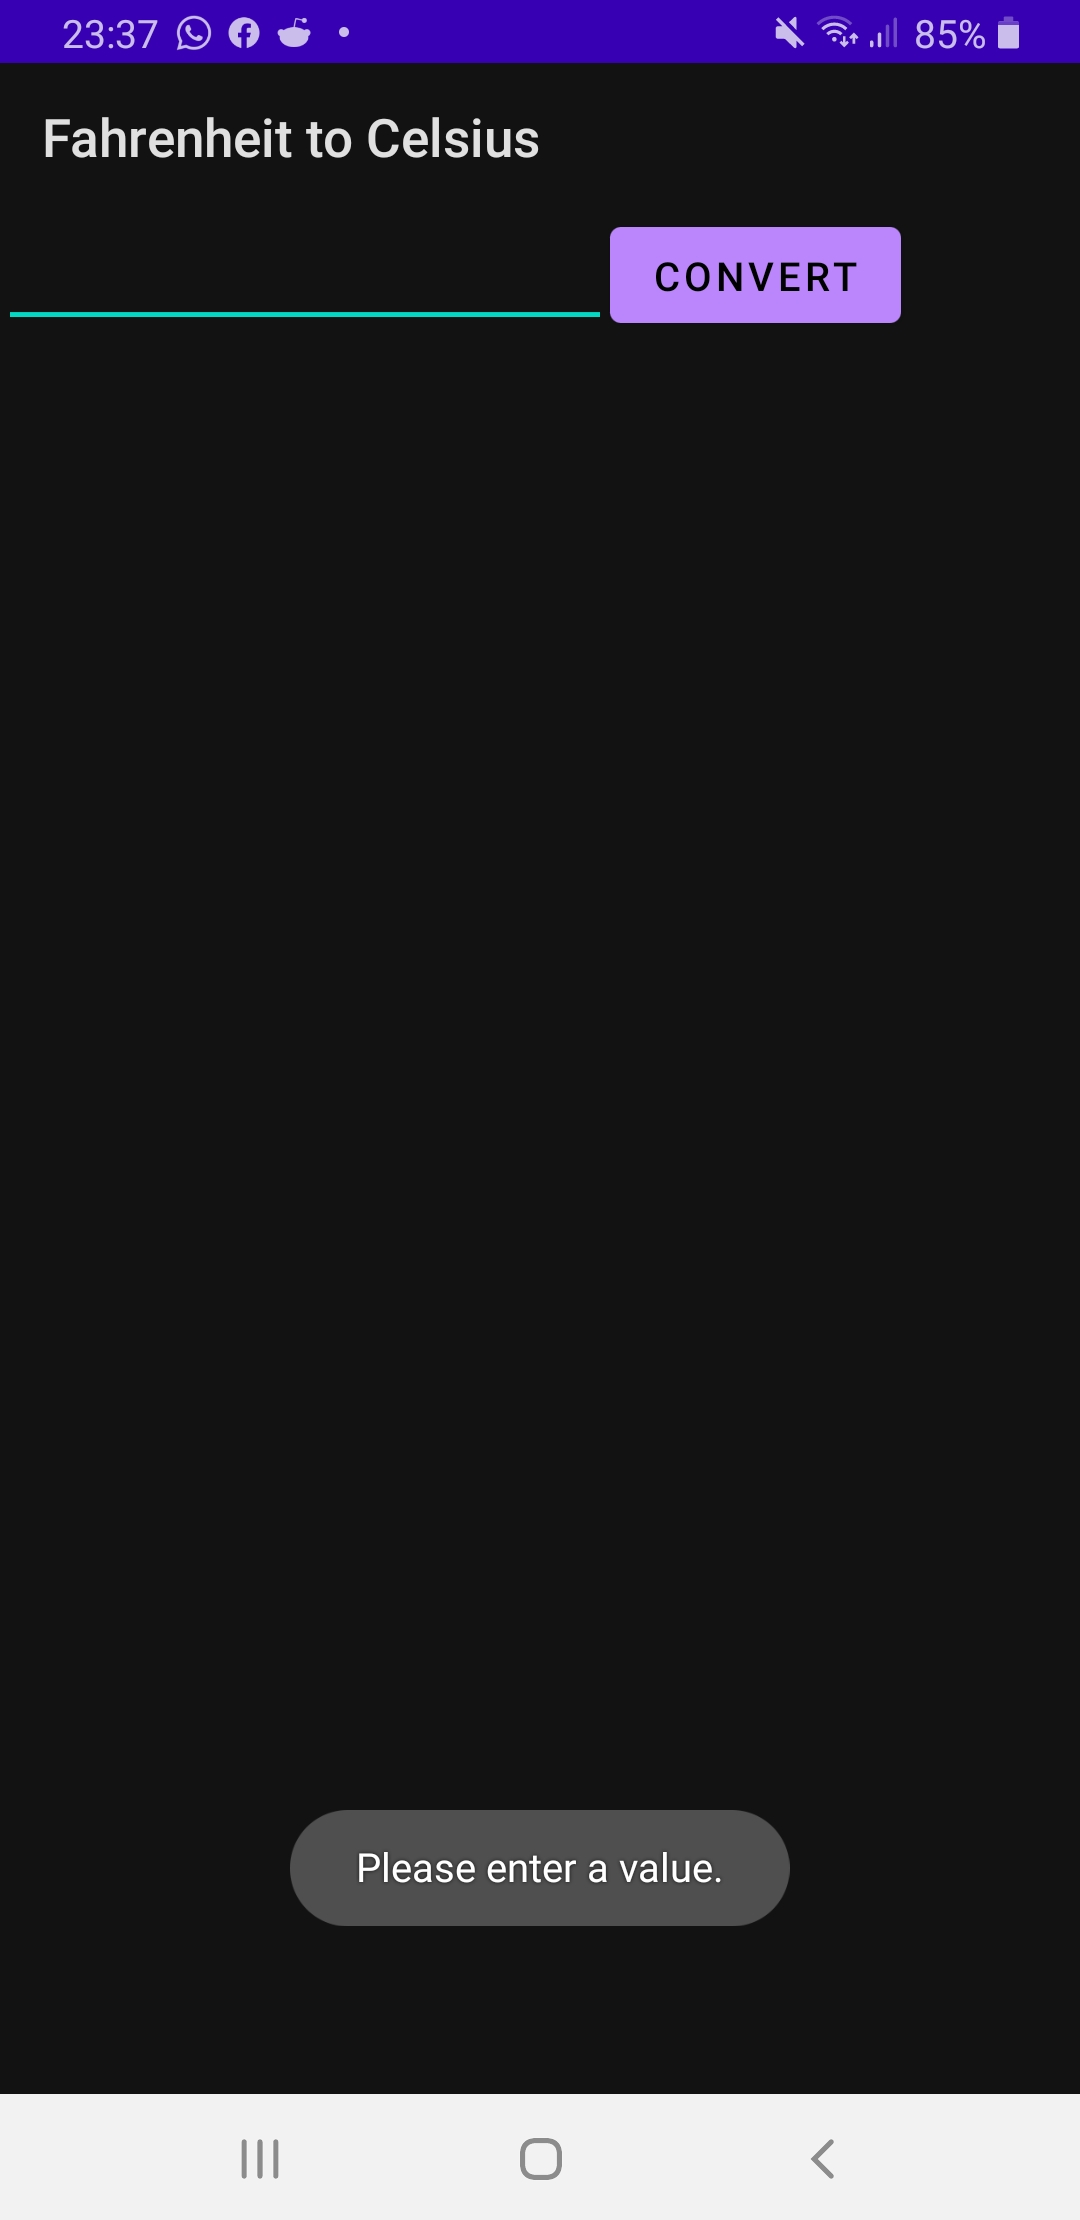 23:37
85%
Fahrenheit to Celsius
CONVERT
Please enter a value.